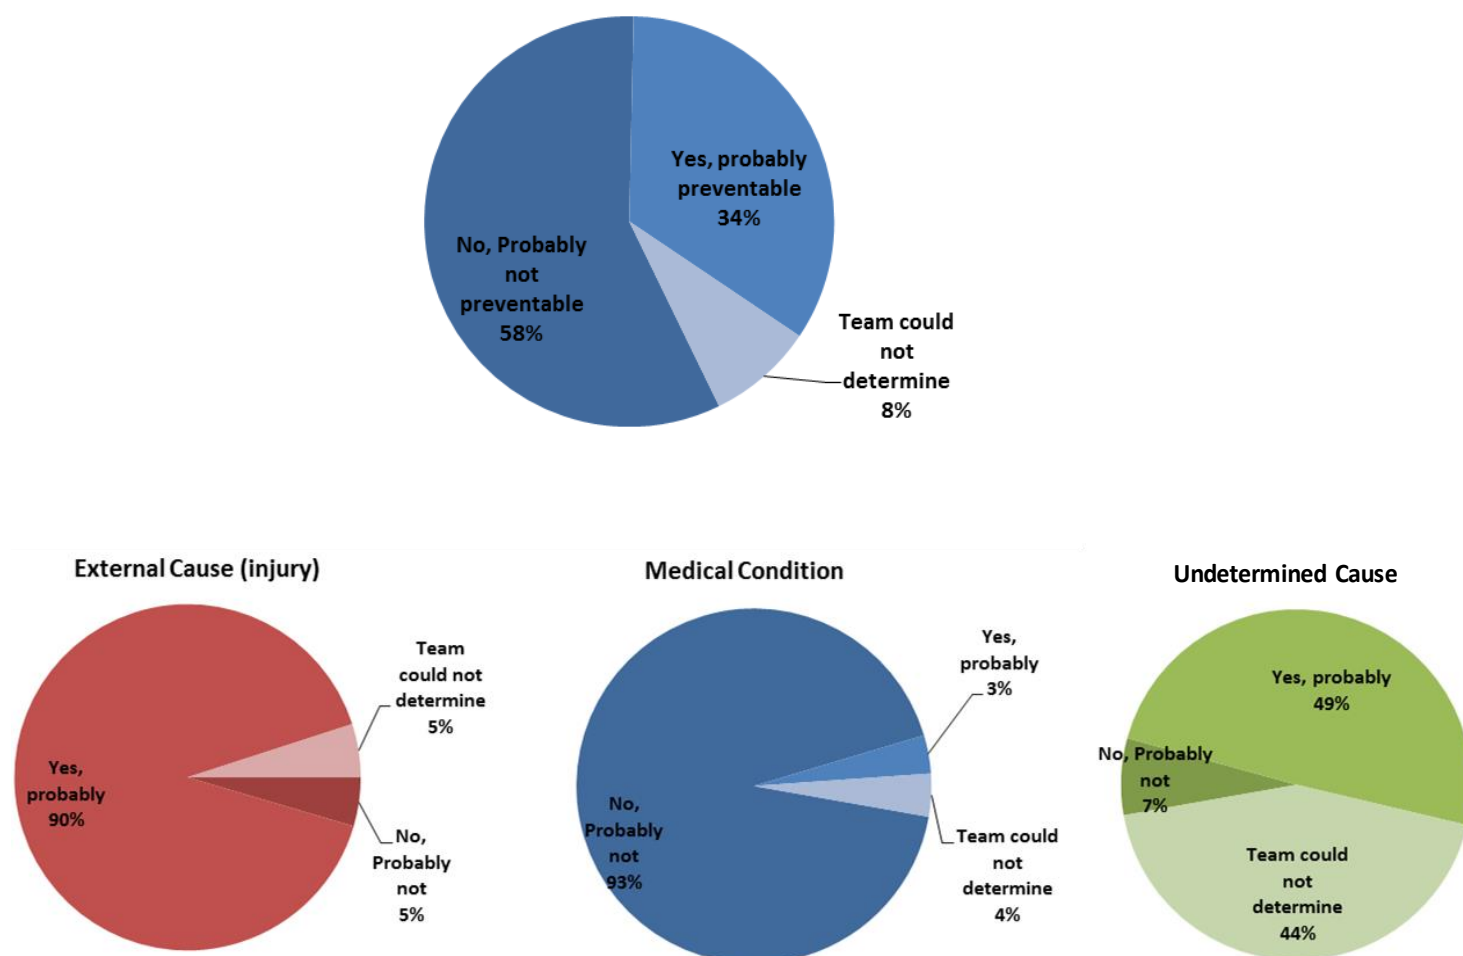 Yes, probably
preventable
34%
No, Probably
not
preventable
58%
Team could
not
determine
8%
External Cause (injury)
Team
could not
determine
5%
Yes,
probably
90%
No,
Probably
not
5%
Medical Condition
Yes,
probably
3%
No,
Probably
not
93%
Team could
not
determine
4%
Undetermined Cause
Yes, probably
49%
No, Probably
not
7%
Team could
not
determine
44%